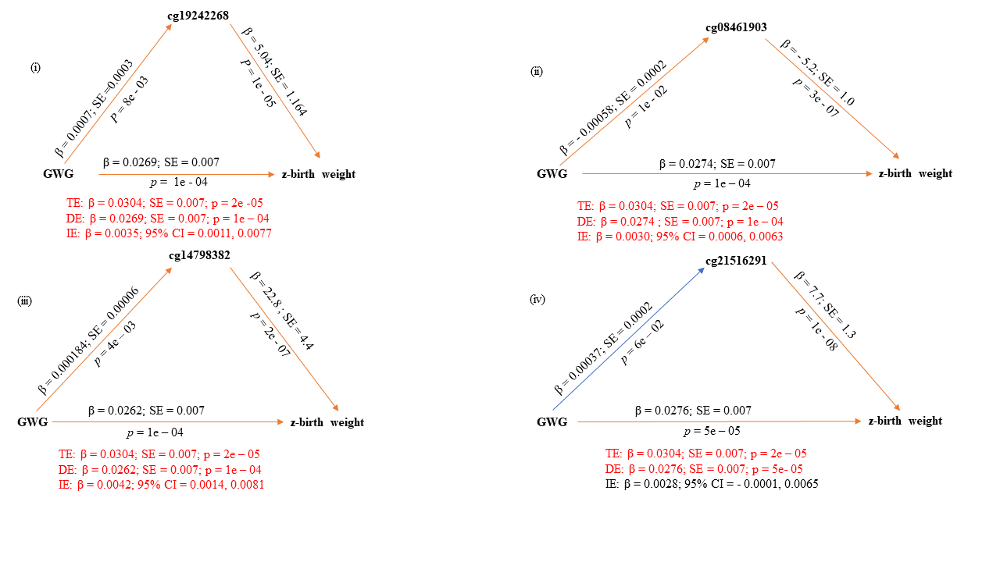 cg19242268
(i)
β = 0.0007; SE =0.0003
p = 8e - 03
β = 5.04; SE = 1.164
P = 1e - 05
β = 0.0269; SE = 0.007
GWG
z-birth weight
p = 1e - 04
TE: β = 0.0304; SE = 0.007; p = 2e -05
DE: β = 0.0269; SE = 0.007; p = 1e – 04
IE: β = 0.0035; 95% CI = 0.0011, 0.0077
cg08461903
(ii)
β = - 0.00058; SE = 0.0002
p = 1e – 02
β = - 5.2; SE = 1.0
p = 3e - 07
β = 0.0274; SE = 0.007
GWG
z-birth weight
p = 1e – 04
TE: β = 0.0304; SE = 0.007; p = 2e – 05
DE: β = 0.0274 ; SE = 0.007; p = 1e – 04
IE: β = 0.0030; 95% CI = 0.0006, 0.0063
cg14798382
(iii)
β = 0.000184; SE = 0.00006
p = 4e – 03
β = 22.8 ; SE = 4.4
p = 2e - 07
β = 0.0262; SE = 0.007
GWG
z-birth weight
p = 1e – 04
TE: β = 0.0304; SE = 0.007; p = 2e – 05
DE: β = 0.0262; SE = 0.007; p = 1e – 04
IE: β = 0.0042; 95% CI = 0.0014, 0.0081
cg21516291
(iv)
β = 0.00037; SE = 0.0002
p = 6e – 02
β = 7.7; SE = 1.3
p = 1e - 08
β = 0.0276; SE = 0.007
GWG
z-birth weight
p = 5e – 05
TE: β = 0.0304; SE = 0.007; p = 2e – 05
DE: β = 0.0276; SE = 0.007; p = 5e- 05
IE: β = 0.0028; 95% CI = - 0.0001, 0.0065